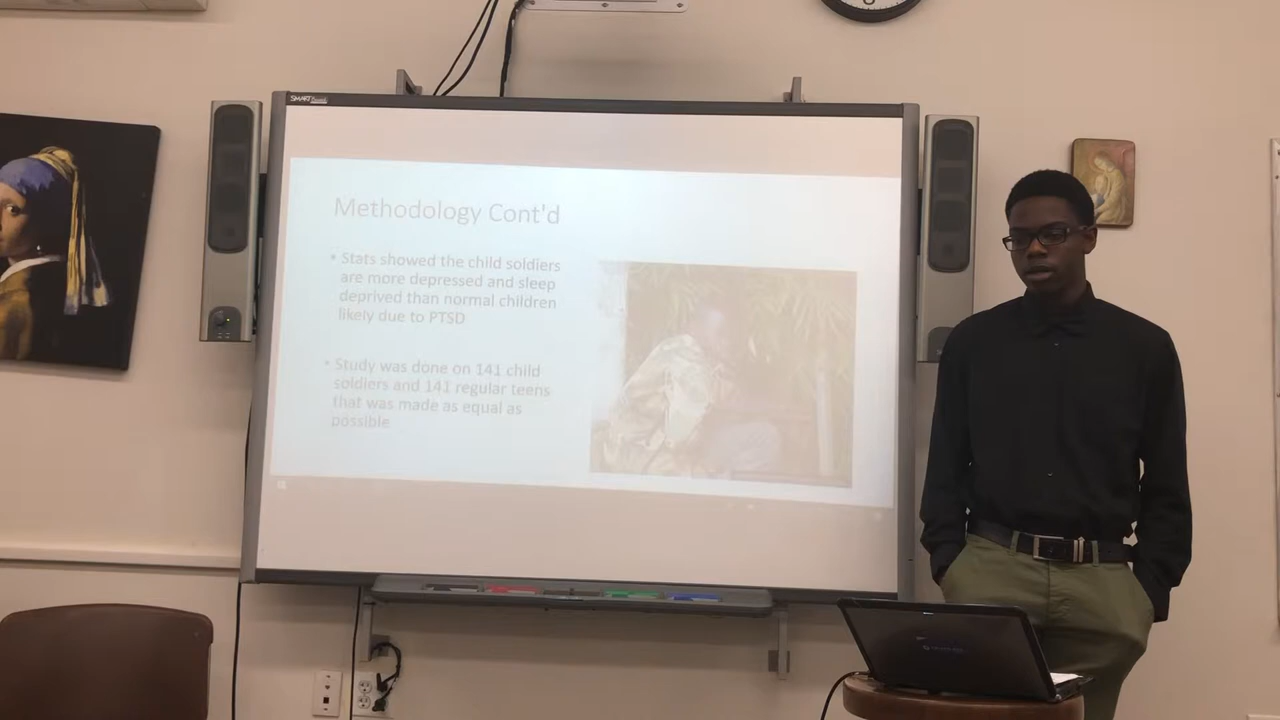 SMART
Methodology Cont'd
• Stats showed the child soldiers
are more depressed and sleep
deprived than normal children
likely due to PTSD
• Study was done on 141 child
soldiers and 141 regular teens
that was made as equal as
possible